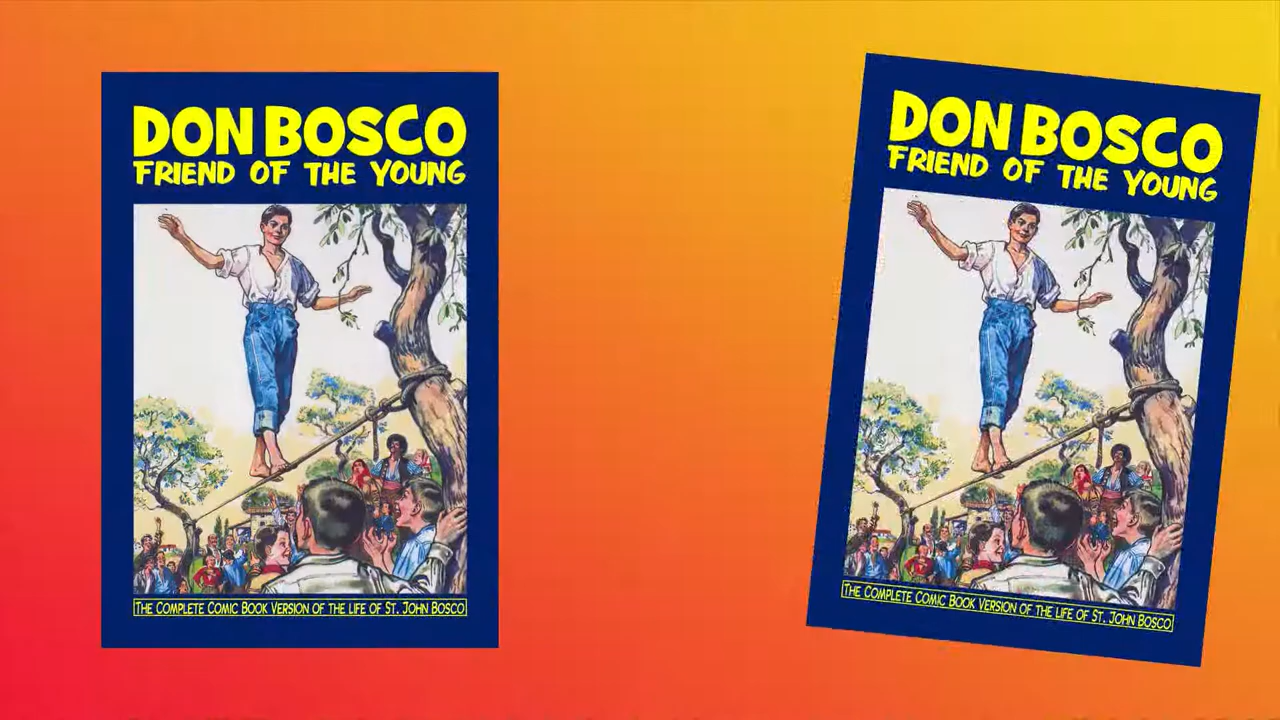 DON BOSCO
FRIEND OF THE YOUNG
THE COMPLETE COMIC BOOK VERSION OF THE LIFE OF ST. JOHN BOSCO
DON BOSCO
FRIEND OF THE YOUNG
THE COMPLETE COMIC BOOK VERSION OF THE LIFE OF ST. JOHN BOSCO